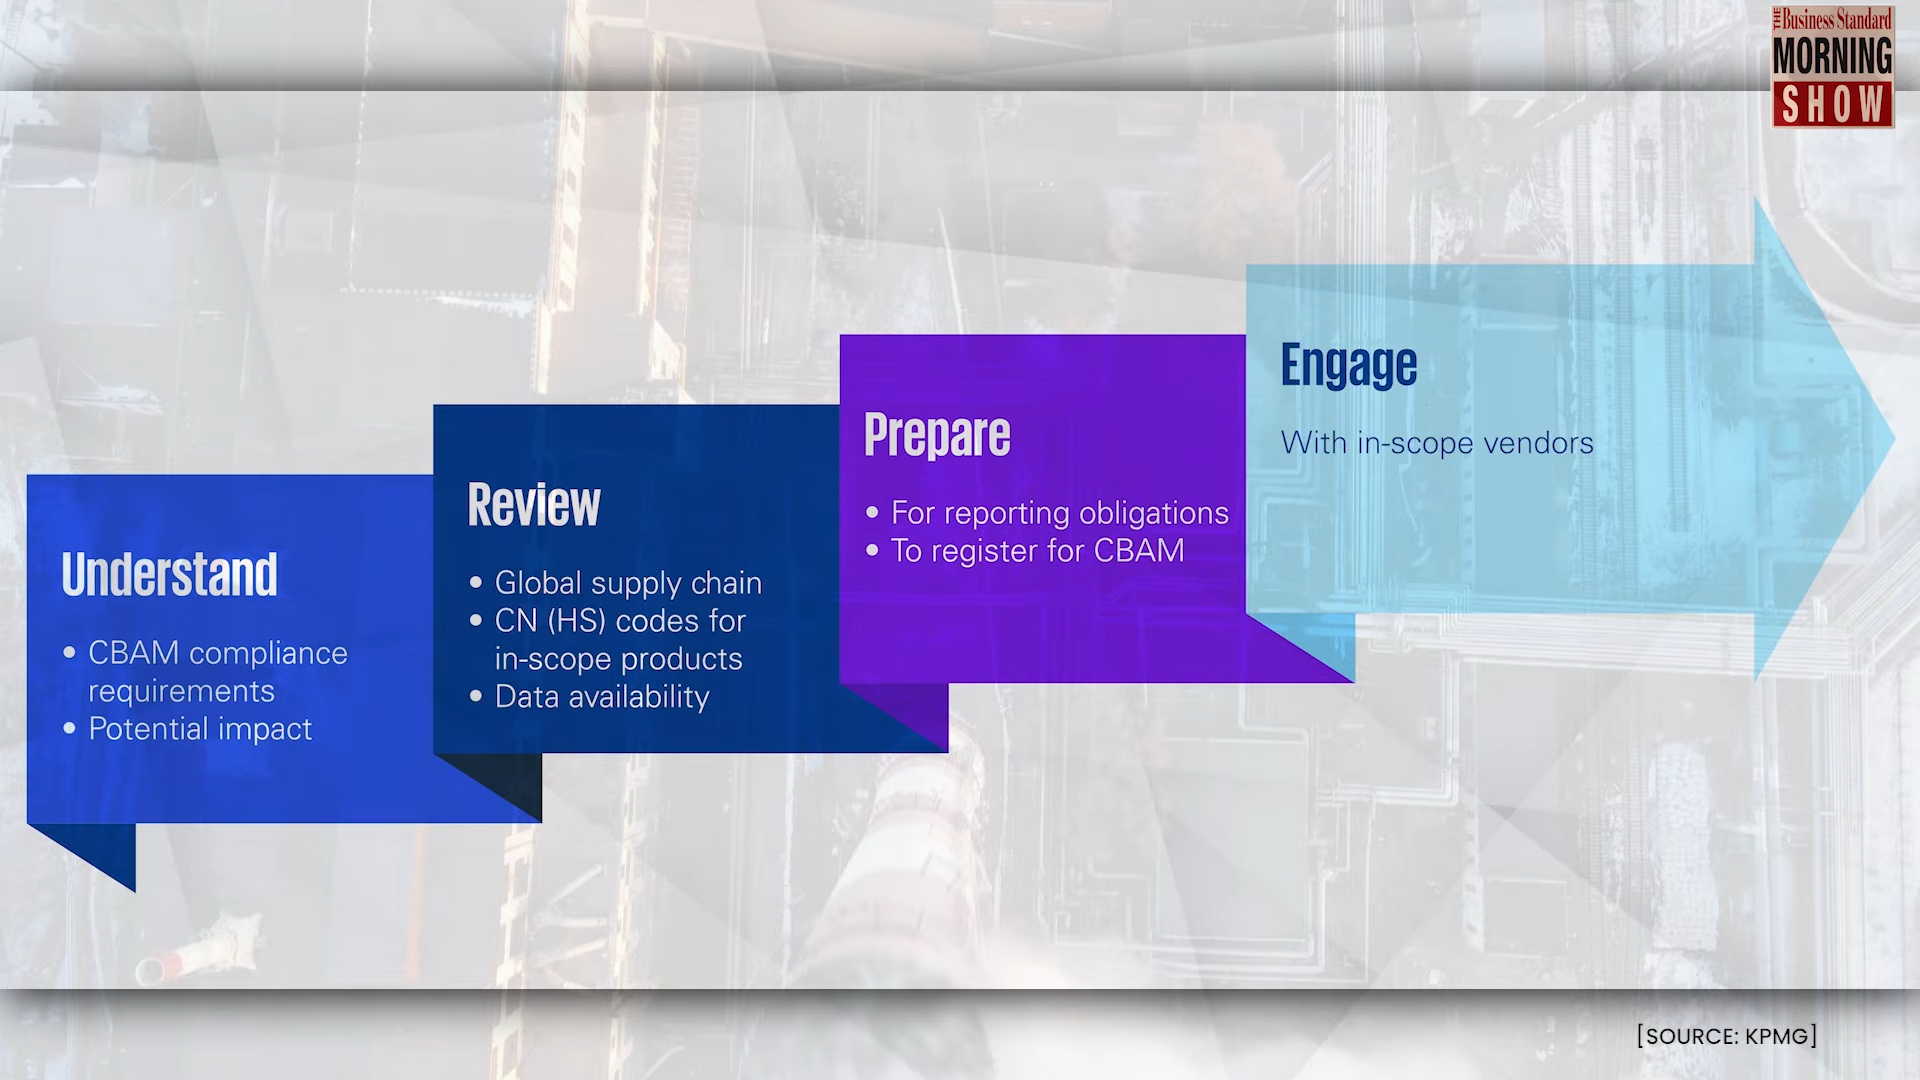 THE Business Standard
MORNING
SHOW
Engage
With in-scope vendors
Prepare
• For reporting obligations
• To register for CBAM
Review
• Global supply chain
• CN (HS) codes for
in-scope products
• Data availability
Understand
• CBAM compliance
requirements
• Potential impact
[SOURCE: KPMG]